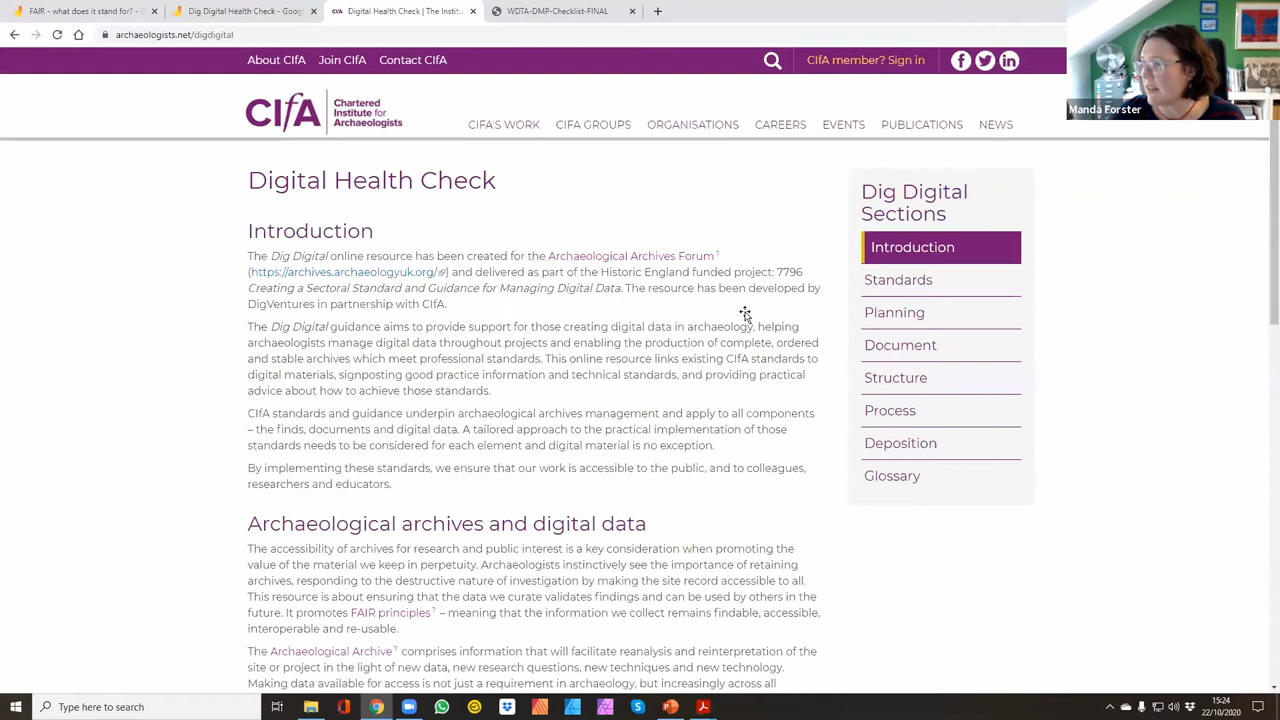 FAIR - what does it stand for? -
Dig Digital Health Check - Goog
Digital Health Check | The Institu
WDTA-DMP-Checklist-FINAL
archaeologists.net/digdigital
About CIfA Join CIfA Contact CIfA
CIfA member? Sign in
Manda Forster
CIfA Chartered Institute for Archaeologists
CIFA'S WORK CIFA GROUPS ORGANISATIONS CAREERS EVENTS PUBLICATIONS NEWS
Digital Health Check
Introduction
The Dig Digital online resource has been created for the Archaeological Archives Forum ?
(https://archives.archaeologyuk.org/) and delivered as part of the Historic England funded project: 7796
Creating a Sectoral Standard and Guidance for Managing Digital Data. The resource has been developed by
DigVentures in partnership with CIfA.
The Dig Digital guidance aims to provide support for those creating digital data in archaeology, helping
archaeologists manage digital data throughout projects and enabling the production of complete, ordered
and stable archives which meet professional standards. This online resource links existing CIfA standards to
digital materials, signposting good practice information and technical standards, and providing practical
advice about how to achieve those standards.
CIfA standards and guidance underpin archaeological archives management and apply to all components
– the finds, documents and digital data. A tailored approach to the practical implementation of those
standards needs to be considered for each element and digital material is no exception.
By implementing these standards, we ensure that our work is accessible to the public, and to colleagues,
researchers and educators.
Archaeological archives and digital data
The accessibility of archives for research and public interest is a key consideration when promoting the
value of the material we keep in perpetuity. Archaeologists instinctively see the importance of retaining
archives, responding to the destructive nature of investigation by making the site record accessible to all.
This resource is about ensuring that the data we curate validates findings and can be used by others in the
future. It promotes FAIR principles ? – meaning that the information we collect remains findable, accessible,
interoperable and re-usable.
The Archaeological Archive ? comprises information that will facilitate reanalysis and reinterpretation of the
site or project in the light of new data, new research questions, new techniques and new technology.
Making data available for access is not just a requirement in archaeology, but increasingly across all
Dig Digital
Sections
Introduction
Standards
Planning
Document
Structure
Process
Deposition
Glossary
Type here to search
15:24
22/10/2020